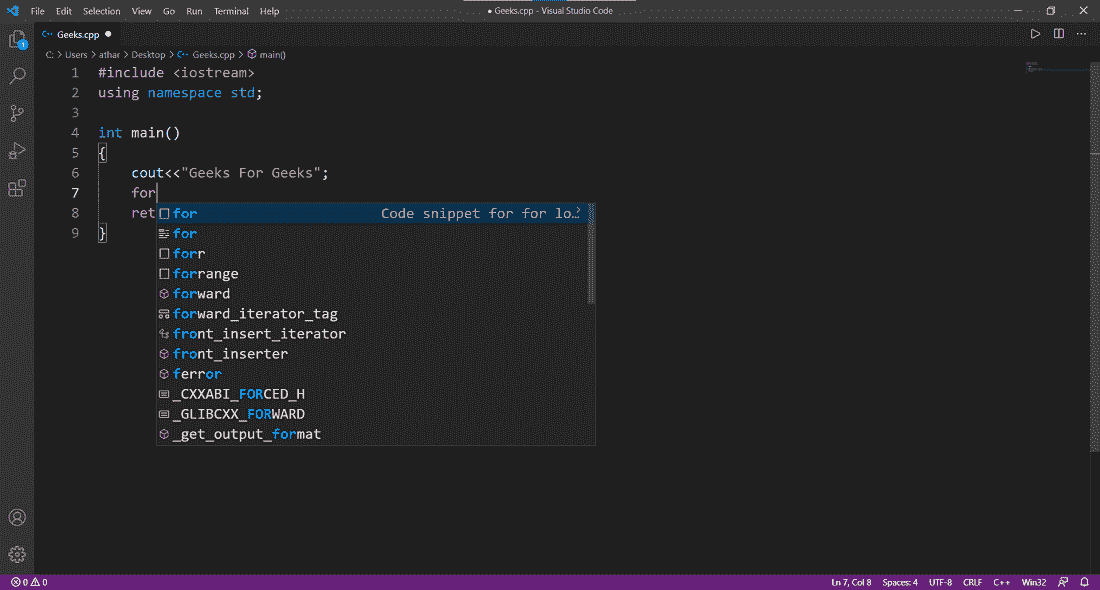 File Edit Selection View Go Run Terminal Help ● Geeks.cpp - Visual Studio Code
C++ Geeks.cpp ●
C: > Users > athar > Desktop > C++ Geeks.cpp > main()
1 #include <iostream>
2 using namespace std;
3
4 int main()
5 {
6 cout<<"Geeks For Geeks";
7 for
8 ret
for Code snippet for for lo…
9 }
for
forr
forrange
forward
forward_iterator_tag
front_insert_iterator
front_inserter
ferror
_CXXABI_FORCED_H
_GLIBCXX_FORWARD
_get_output_format
1
0 0 Ln 7, Col 8 Spaces: 4 UTF-8 CRLF C++ Win32